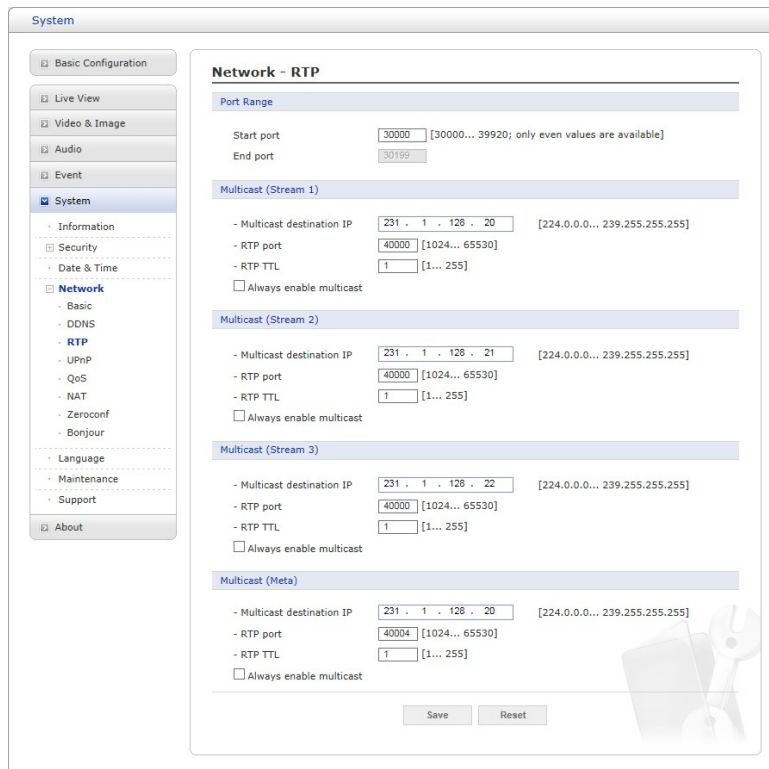 System
Basic Configuration
Live View
Video & Image
Audio
Event
System
Information
Security
Date & Time
Network
Basic
DDNS
RTP
UPnP
QoS
NAT
Zeroconf
Bonjour
Language
Maintenance
Support
About
Network - RTP
Port Range
Start port 30000 [30000... 39920; only even values are available]
End port 30199
Multicast (Stream 1)
- Multicast destination IP 231 . 1 . 128 . 20 [224.0.0.0... 239.255.255.255]
- RTP port 40000 [1024... 65530]
- RTP TTL 1 [1... 255]
Always enable multicast
Multicast (Stream 2)
- Multicast destination IP 231 . 1 . 128 . 21 [224.0.0.0... 239.255.255.255]
- RTP port 40000 [1024... 65530]
- RTP TTL 1 [1... 255]
Always enable multicast
Multicast (Stream 3)
- Multicast destination IP 231 . 1 . 128 . 22 [224.0.0.0... 239.255.255.255]
- RTP port 40000 [1024... 65530]
- RTP TTL 1 [1... 255]
Always enable multicast
Multicast (Meta)
- Multicast destination IP 231 . 1 . 128 . 20 [224.0.0.0... 239.255.255.255]
- RTP port 40004 [1024... 65530]
- RTP TTL 1 [1... 255]
Always enable multicast
Save Reset